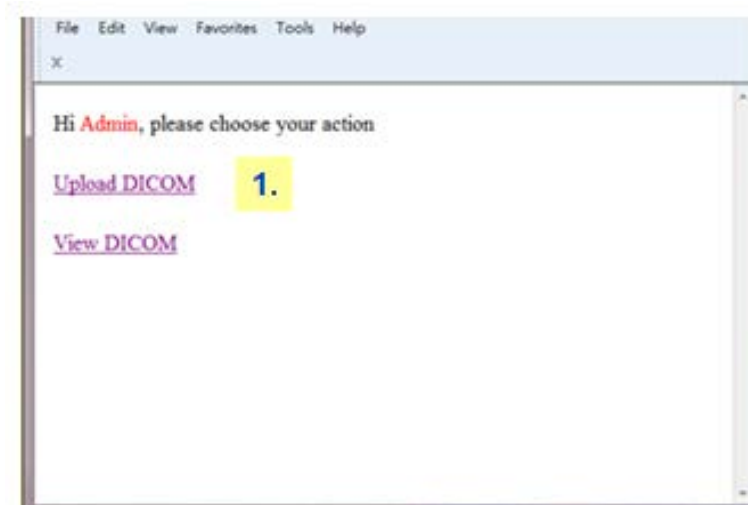 File Edit View Favorites Tools Help
x
Hi Admin, please choose your action
Upload DICOM 1.
View DICOM